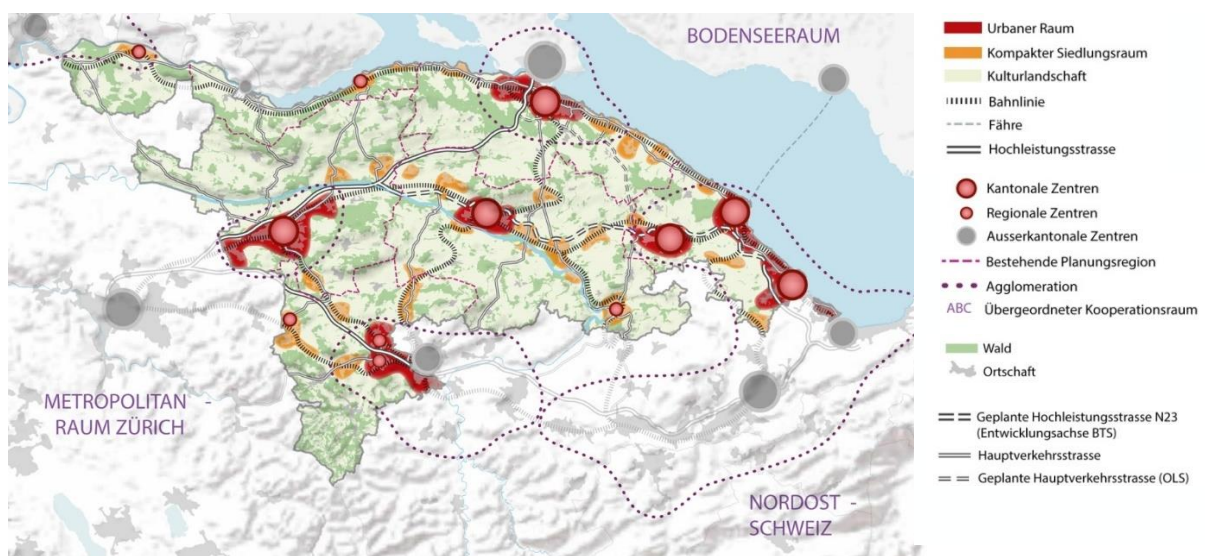 BODENSEERAUM
METROPOLITAN -
RAUM ZÜRICH
NORDOST -
SCHWEIZ
Urbaner Raum
Kompakter Siedlungsraum
Kulturlandschaft
Bahnlinie
Fähre
Hochleistungsstrasse
Kantonale Zentren
Regionale Zentren
Ausserkantonale Zentren
Bestehende Planungsregion
Agglomeration
ABC Übergeordneter Kooperationsraum
Wald
Ortschaft
Geplante Hochleistungsstrasse N23
(Entwicklungsachse BTS)
Hauptverkehrsstrasse
Geplante Hauptverkehrsstrasse (OLS)